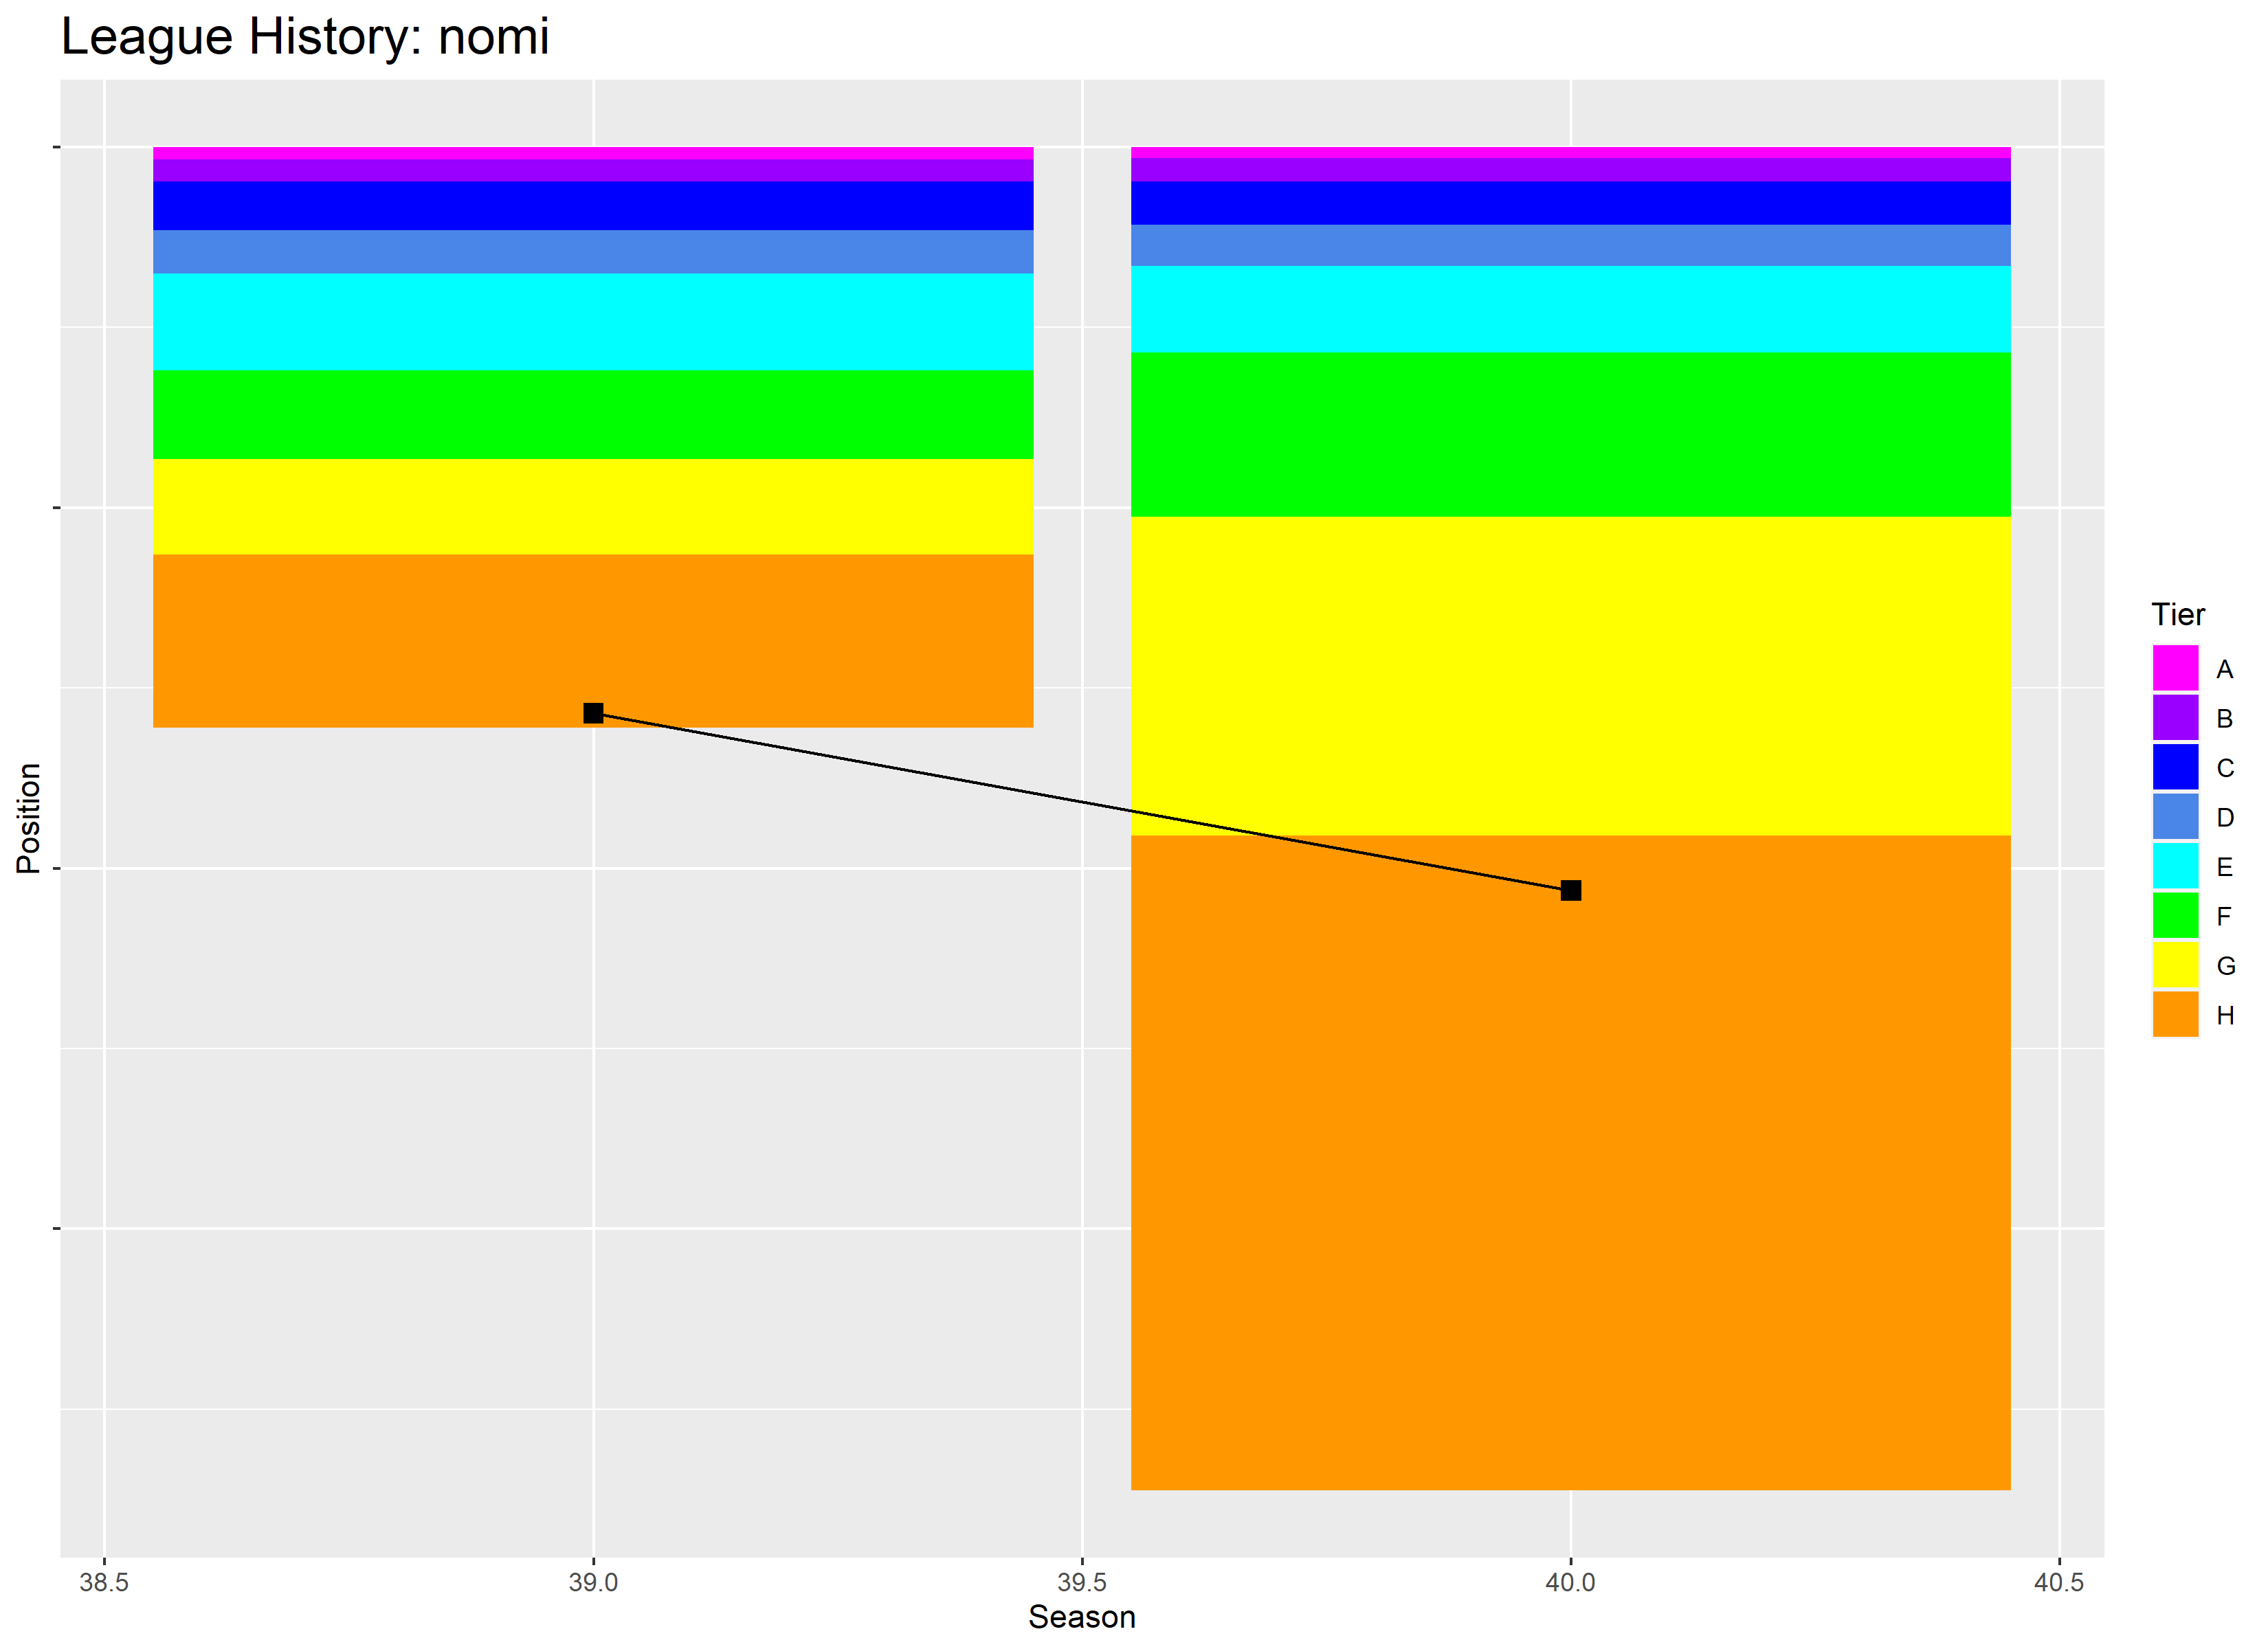 League History: nomi
Position
38.5
39.0
39.5
40.0
40.5
Season
Tier
A
B
C
D
E
F
G
H